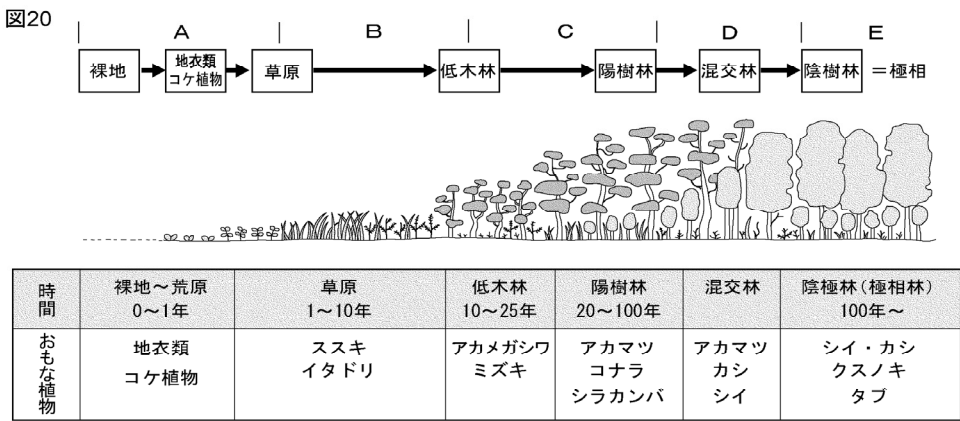 図20
A B C D E
裸地 地衣類 コケ植物 草原 低木林 陽樹林 混交林 陰樹林 =極相
時間 裸地～荒原 草原 低木林 陽樹林 混交林 陰極林(極相林)
0～1年 1～10年 10～25年 20～100年 100年～
おもな植物 地衣類 ススキ アカメガシワ アカマツ アカマツ シイ・カシ
コケ植物 イタドリ ミズキ コナラ カシ クスノキ
シラカンバ シイ タブ